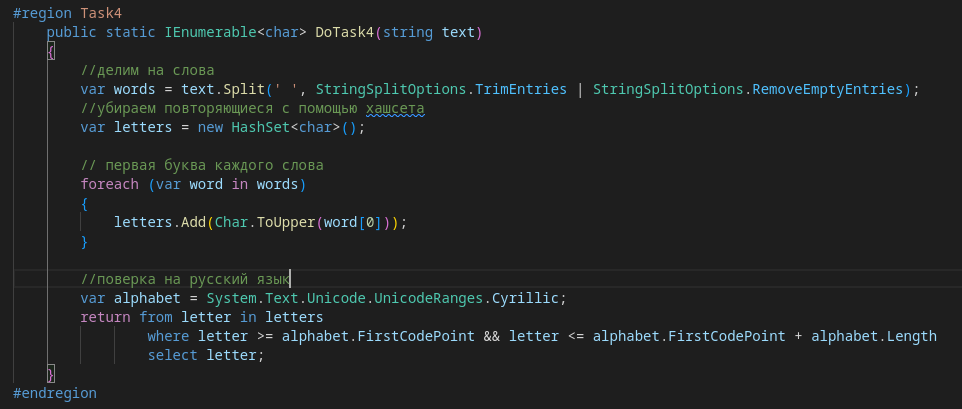 #region Task4
public static IEnumerable<char> DoTask4(string text)
{
//делим на слова
var words = text.Split(' ', StringSplitOptions.TrimEntries | StringSplitOptions.RemoveEmptyEntries);
//убираем повторяющиеся с помощью хашсета
var letters = new HashSet<char>();
// первая буква каждого слова
foreach (var word in words)
{
letters.Add(Char.ToUpper(word[0]));
}
//поверка на русский язык
var alphabet = System.Text.Unicode.UnicodeRanges.Cyrillic;
return from letter in letters
where letter >= alphabet.FirstCodePoint && letter <= alphabet.FirstCodePoint + alphabet.Length
select letter;
}
#endregion